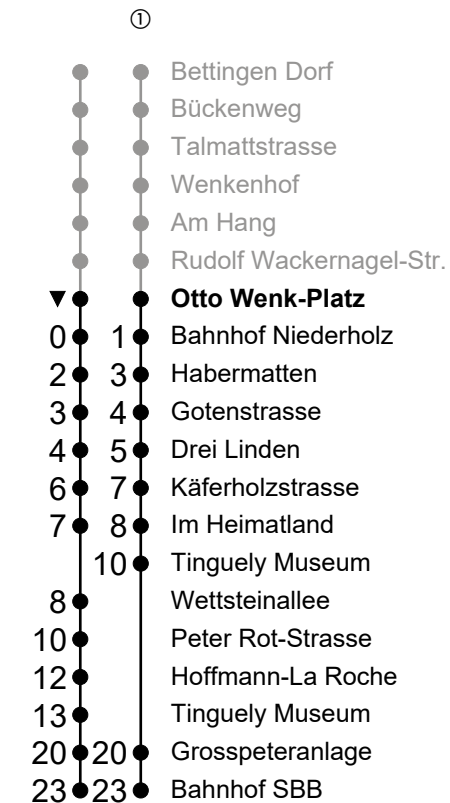 ①
Bettingen Dorf
Bückenweg
Talmattstrasse
Wenkenhof
Am Hang
Rudolf Wackernagel-Str.
▼ Otto Wenk-Platz
0 1 Bahnhof Niederholz
2 3 Habermatten
3 4 Gotenstrasse
4 5 Drei Linden
6 7 Käferholzstrasse
7 8 Im Heimatland
10 Tinguely Museum
8 Wettsteinallee
10 Peter Rot-Strasse
12 Hoffmann-La Roche
13 Tinguely Museum
20 20 Grosspeteranlage
23 23 Bahnhof SBB